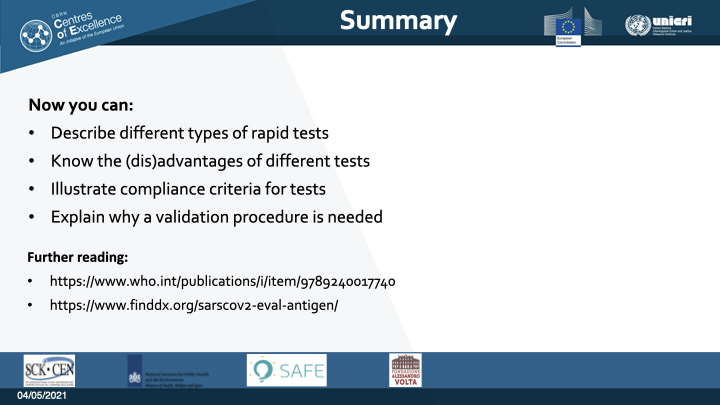 CBRN
Centres
of Excellence
An initiative of the European Union
Summary
European
Commission
unicri
United Nations
Interregional Crime and Justice
Research Institute
Now you can:
• Describe different types of rapid tests
• Know the (dis)advantages of different tests
• Illustrate compliance criteria for tests
• Explain why a validation procedure is needed
Further reading:
• https://www.who.int/publications/i/item/9789240017740
• https://www.finddx.org/sarscov2-eval-antigen/
SCK•CEN
National Institute for Public Health
and the Environment
Ministry of Health, Welfare and Sport
SAFE
FONDAZIONE
ALESSANDRO
VOLTA
04/05/2021